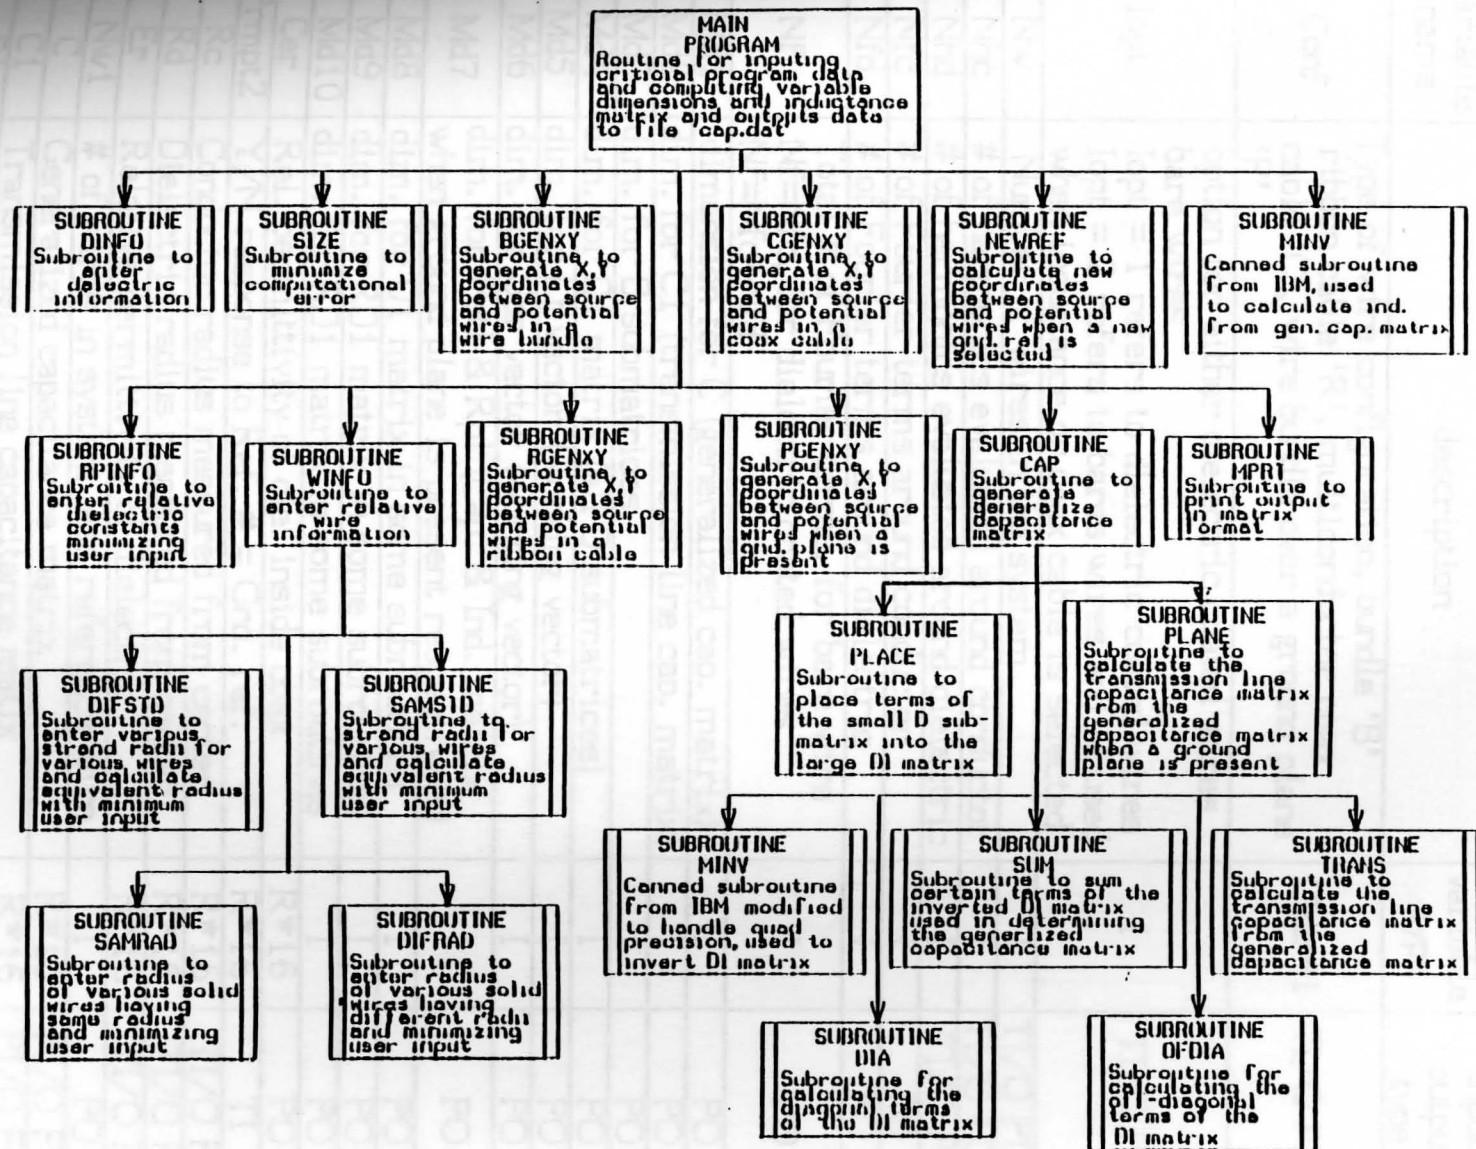 MAIN
PROGRAM
Routine for inputing
criticial program data
and computing variable
dimensions and inductance
matrix and outputs data
to file 'cap.dat'
SUBROUTINE
DINFO
Subroutine to
enter
delectric
information
SUBROUTINE
SIZE
Subroutine to
minimize
computational
error
SUBROUTINE
BGENXY
Subroutine to
generate X,Y
coordinates
between source
and potential
wires in a
wire bundle
SUBROUTINE
CGENXY
Subroutine to
generate X,Y
coordinates
between source
and potential
wires in a
coax cable
SUBROUTINE
NEWREF
Subroutine to
calculate new
coordinates
between source
and potential
wires when a new
gnd. ref. is
selected
SUBROUTINE
MINV
Canned subroutine
from IBM, used
to calculate ind.
from gen. cap. matrix
SUBROUTINE
RPINFO
Subroutine to
enter relative
dielectric
constants
minimizing
user input
SUBROUTINE
WINFO
Subroutine to
enter relative
wire
information
SUBROUTINE
RGENXY
Subroutine to
generate X,Y
coordinates
between source
and potential
wires in a
ribbon cable
SUBROUTINE
PGENXY
Subroutine to
generate X,Y
coordinates
between source
and potential
wires when a
gnd. plane is
present
SUBROUTINE
CAP
Subroutine to
generate
generalize
capacitance
matrix
SUBROUTINE
MPRT
Subroutine to
print output
in matrix
format
SUBROUTINE
DIFSTD
Subroutine to
enter various
strand radii for
various wires
and calculate
equivalent radius
with minimum
user input
SUBROUTINE
SAMSTD
Subroutine to
strand radii for
various wires
and calculate
equivalent radius
with minimum
user input
SUBROUTINE
PLACE
Subroutine to
place terms of
the small D sub-
matrix into the
large DI matrix
SUBROUTINE
PLANE
Subroutine to
calculate the
transmission line
capacitance matrix
from the
generalized
capacitance matrix
when a ground
plane is present
SUBROUTINE
MINV
Canned subroutine
from IBM modified
to handle quad
precision, used to
invert DI matrix
SUBROUTINE
SUM
Subroutine to sum
certain terms of the
inverted DI matrix
used in determining
the generalized
capacitance matrix
SUBROUTINE
TRANS
Subroutine to
calculate the
transmission line
capacitance matrix
from the
generalized
capacitance matrix
SUBROUTINE
SAMRAD
Subroutine to
enter radius
of various solid
wires having
same radius
and minimizing
user input
SUBROUTINE
DIFRAD
Subroutine to
enter radius
of various solid
wires having
different radii
and minimizing
user input
SUBROUTINE
DIA
Subroutine for
calculating the
diagonal terms
of the DI matrix
SUBROUTINE
OFDIA
Subroutine for
calculating the
off-diagonal
terms of the
DI matrix